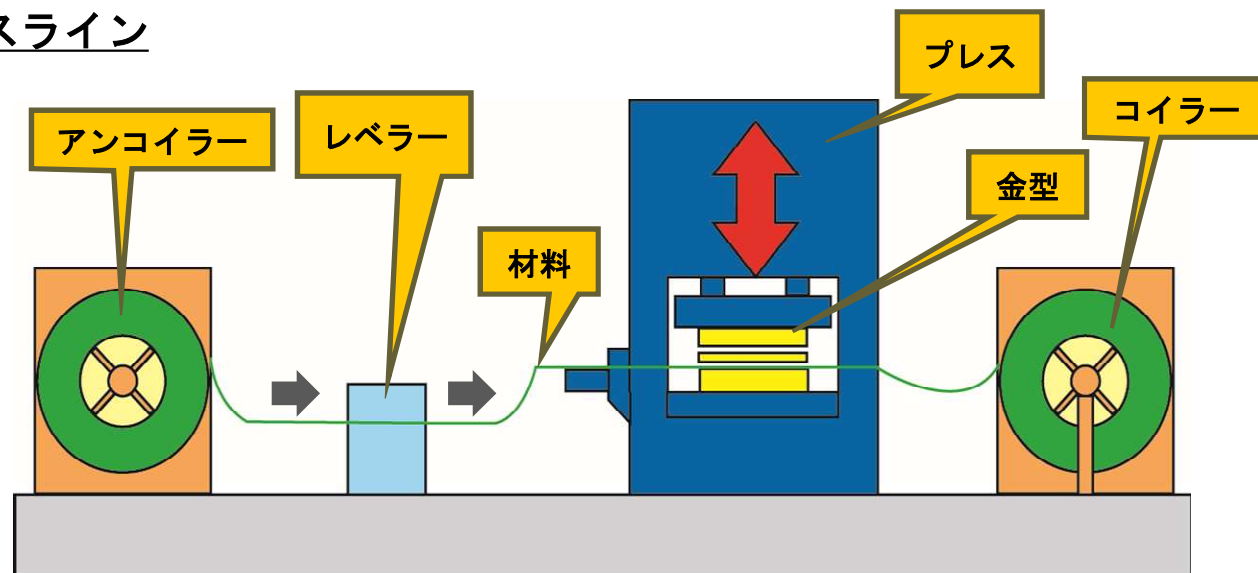 スライン
プレス
コイラー
アンコイラー
レベラー
金型
材料